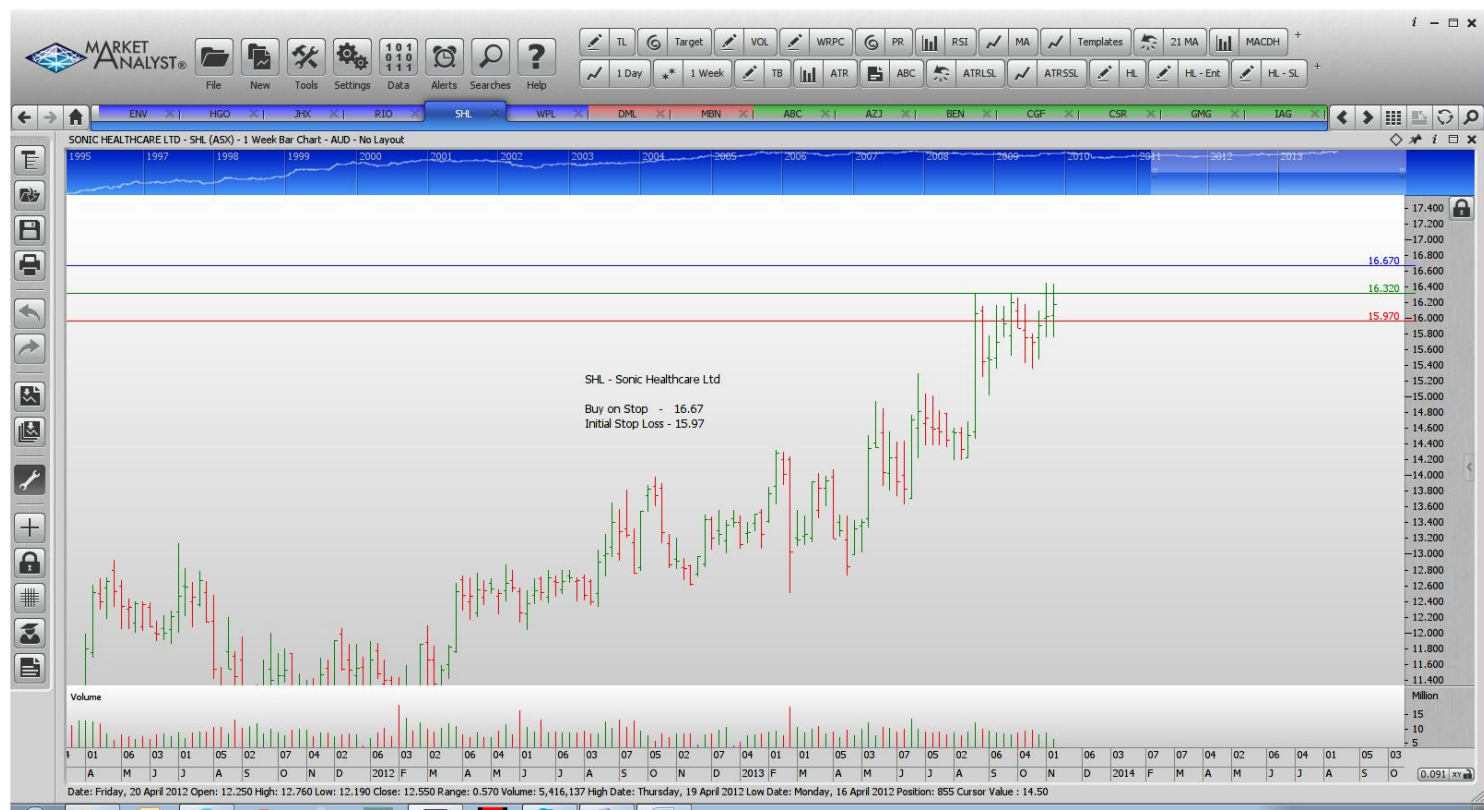 i
MARKET ANALYST®
File New Tools Settings Data Alerts Searches Help
TL Target VOL WRPC PR RSI MA Templates 21 MA MACDH +
1 Day 1 Week TB ATR ABC ATRLSL ATRSSL HL HL - Ent HL - SL +
ENV HGO JHX RIO SHL WPL DML MBN ABC AZJ BEN CGF CSR GMG IAG
SONIC HEALTHCARE LTD - SHL (ASX) - 1 Week Bar Chart - AUD - No Layout
1995 1997 1998 1999 2000 2001 2002 2003 2004 2005 2006 2007 2008 2009 2010 2011 2012 2013
17.400
17.200
17.000
16.800
16.670
16.600
16.400
16.320
16.200
16.000
15.970
15.800
15.600
15.400
SHL - Sonic Healthcare Ltd
15.200
15.000
Buy on Stop - 16.67
14.800
Initial Stop Loss - 15.97
14.600
14.400
14.200
14.000
13.800
13.600
13.400
13.200
13.000
12.800
12.600
12.400
12.200
12.000
11.800
11.600
11.400
Volume
Million
15
10
5
01 06 03 01 05 02 07 04 02 06 03 02 06 04 01 06 03 07 05 02 07 04 01 05 03 07 05 02 06 04 01 06 03 07 07 04 02 06 04 01 05 03
A M J J A S O N D 2012 F M A M J J A S O N D 2013 F M A M J J A S O N D 2014 F M A M J J A S O
0.091 XY
Date: Friday, 20 April 2012 Open: 12.250 High: 12.760 Low: 12.190 Close: 12.550 Range: 0.570 Volume: 5,416,137 High Date: Thursday, 19 April 2012 Low Date: Monday, 16 April 2012 Position: 855 Cursor Value : 14.50